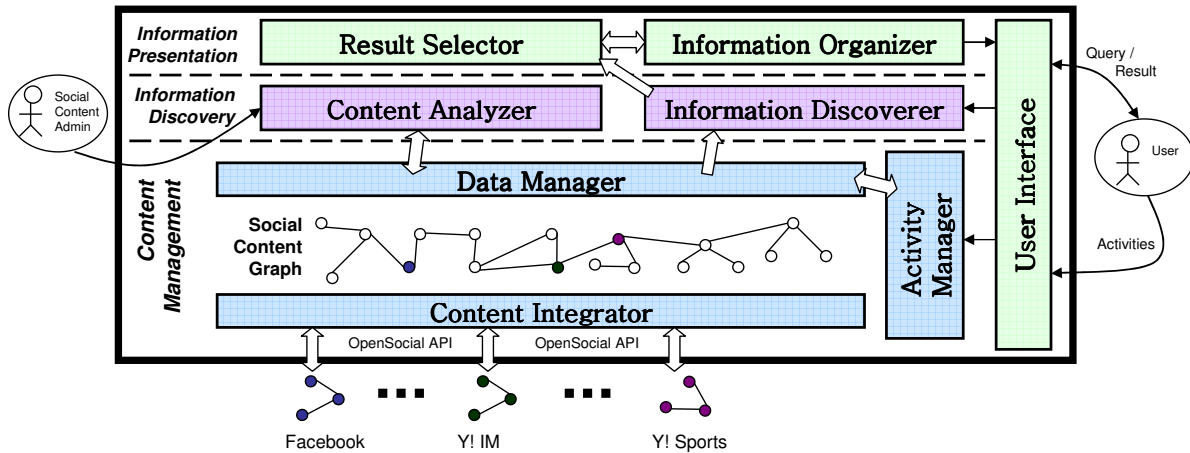 Information
Presentation
Result Selector
Information Organizer
Query /
Result
Social
Content
Admin
Information
Discovery
Content Analyzer
Information Discoverer
User Interface
User
Content
Management
Data Manager
Activity
Manager
Social
Content
Graph
Activities
Content Integrator
OpenSocial API
OpenSocial API
Facebook
Y! IM
Y! Sports